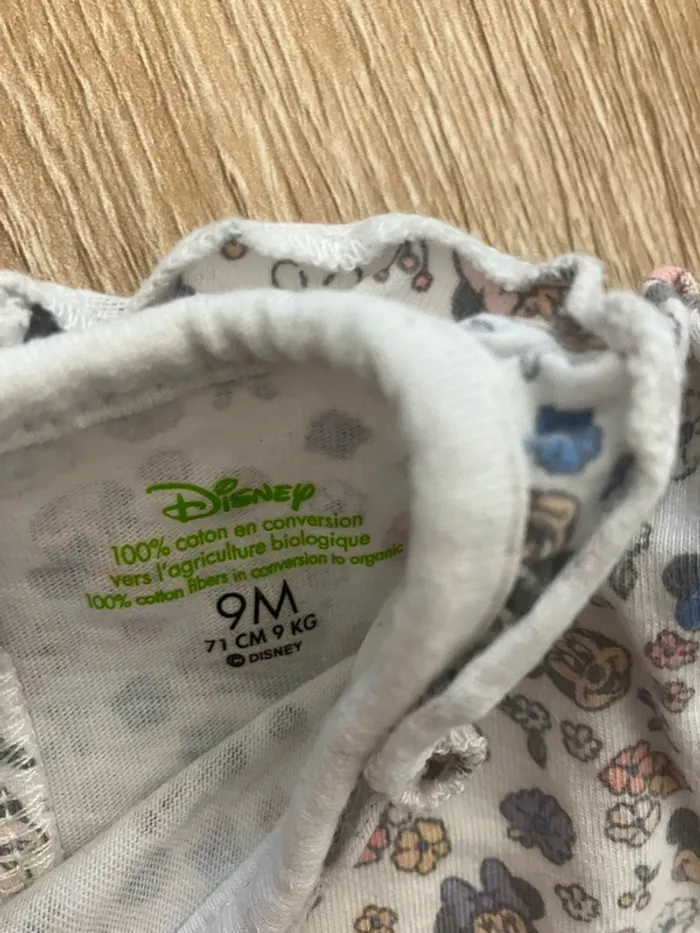 Disney
100% coton en conversion
vers l'agriculture biologique
100% cotton fibers in conversion to organic
9M
71 CM 9 KG
© DISNEY